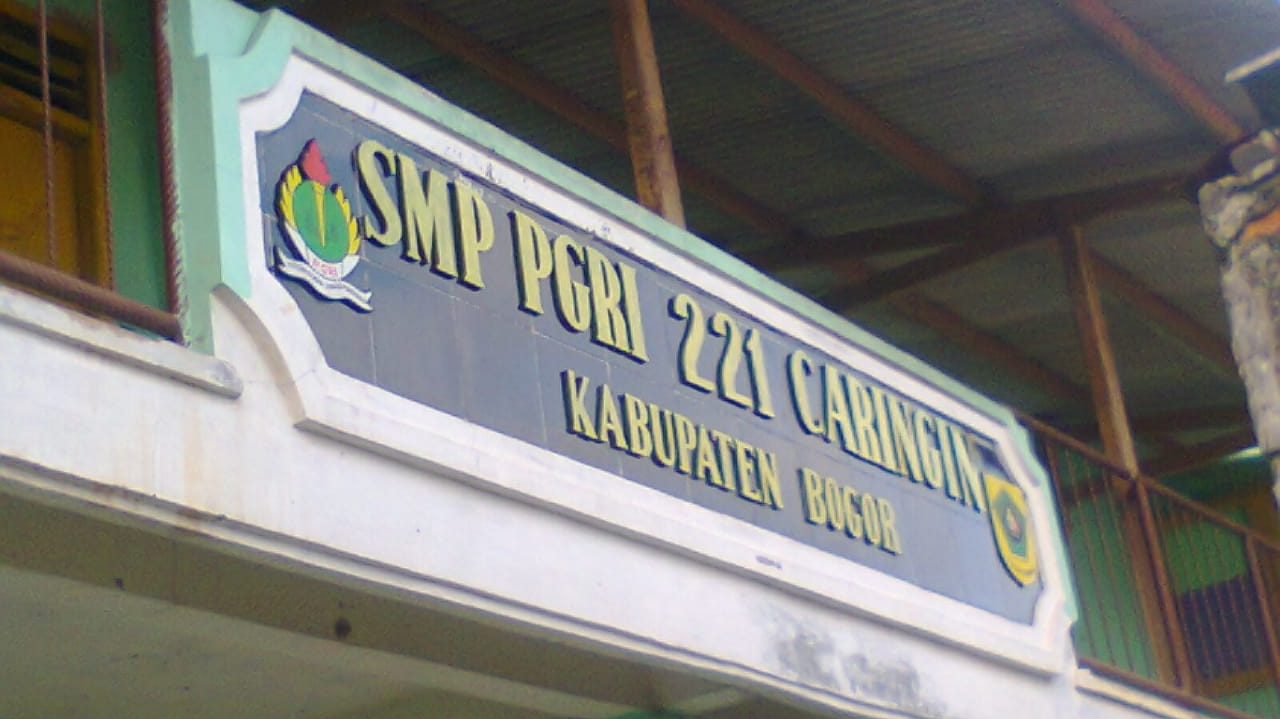 SMP PGRI 221 CARINGIN
KABUPATEN BOGOR